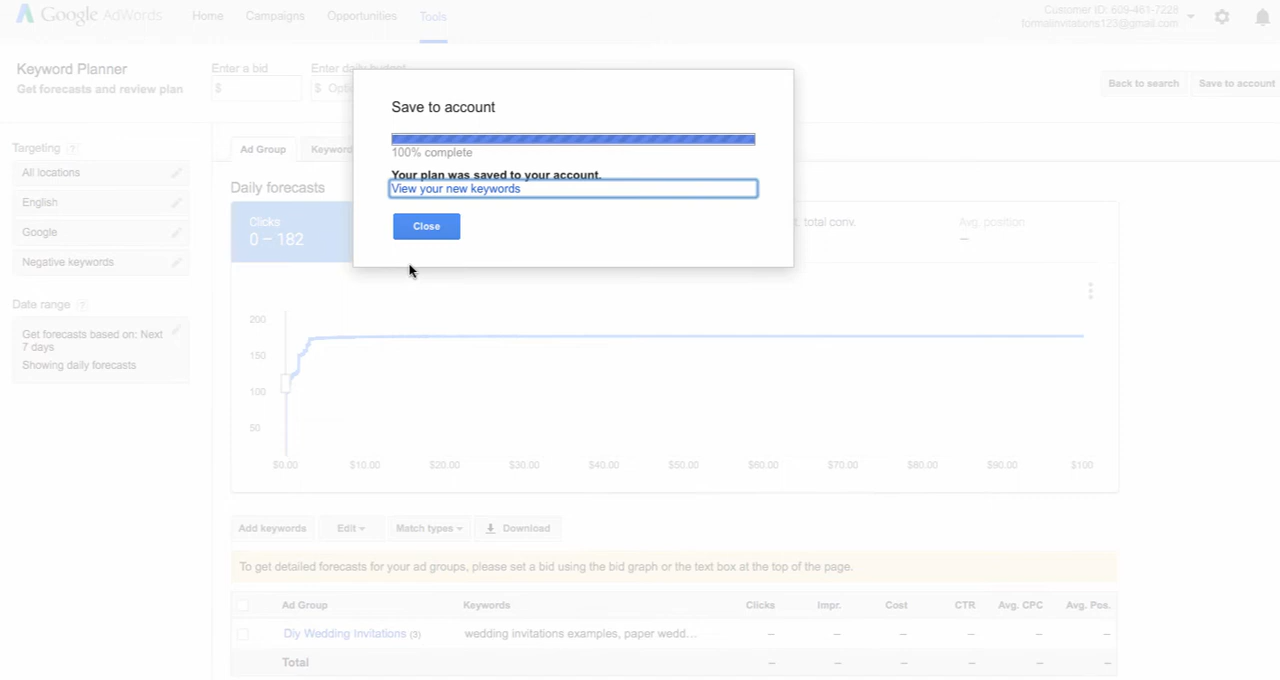 Google AdWords
Home
Campaigns
Opportunities
Tools
Customer ID: 609-461-7228
formalinvitations123@gmail.com
Keyword Planner
Get forecasts and review plan
Enter a bid
$
Enter daily budget
$ Opti
Back to search
Save to account
Save to account
100% complete
Your plan was saved to your account.
View your new keywords
Close
Targeting ?
All locations
English
Google
Negative keywords
Date range ?
Get forecasts based on: Next
7 days
Showing daily forecasts
Ad Group
Keyword
Daily forecasts
Clicks
0 – 182
t. total conv.
Avg. position
–
200
150
100
50
$0.00 $10.00 $20.00 $30.00 $40.00 $50.00 $60.00 $70.00 $80.00 $90.00 $100
Add keywords
Edit
Match types
Download
To get detailed forecasts for your ad groups, please set a bid using the bid graph or the text box at the top of the page.
Ad Group Keywords Clicks Impr. Cost CTR Avg. CPC Avg. Pos.
Diy Wedding Invitations (3) wedding invitations examples, paper wedd... – – – – – –
Total – – – – – –